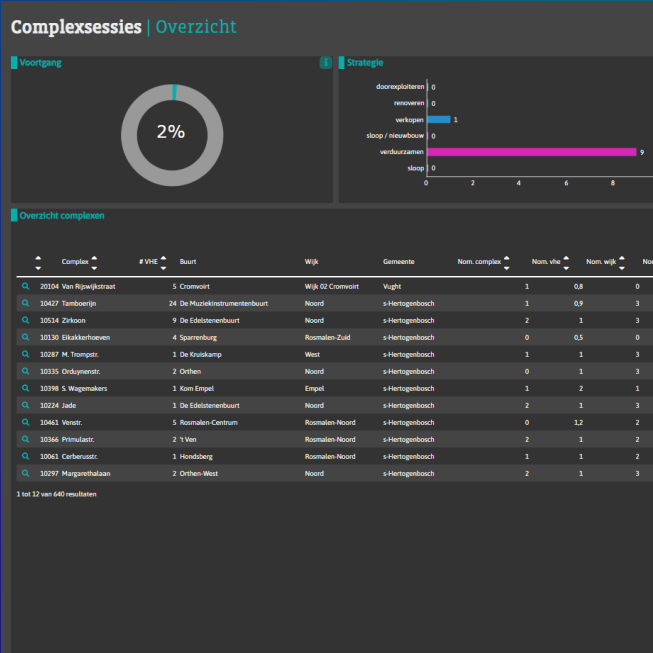 Complexsessies | Overzicht
Voortgang
i
2%
Strategie
doorexploiteren 0
renoveren 0
verkopen 1
sloop / nieuwbouw 0
verduurzamen 9
sloop 0
0 2 4 6 8
Overzicht complexen
Complex # VHE Buurt Wijk Gemeente Nom. complex Nom. vhe Nom. wijk
20104 Van Rijswijkstraat 5 Cromvoirt Wijk 02 Cromvoirt Vught 1 0,8 0
10427 Tamboerijn 24 De Muziekinstrumentenbuurt Noord s-Hertogenbosch 1 0,9 3
10514 Zirkoon 9 De Edelstenenbuurt Noord s-Hertogenbosch 2 1 3
10130 Eikakkerhoeven 4 Sparrenburg Rosmalen-Zuid s-Hertogenbosch 0 0,5 0
10287 M. Trompstr. 1 De Kruiskamp West s-Hertogenbosch 1 1 3
10335 Orduynenstr. 2 Orthen Noord s-Hertogenbosch 0 1 3
10398 S. Wagemakers 1 Kom Empel Empel s-Hertogenbosch 1 2 1
10224 Jade 1 De Edelstenenbuurt Noord s-Hertogenbosch 2 1 3
10461 Venstr. 5 Rosmalen-Centrum Rosmalen-Noord s-Hertogenbosch 0 1,2 2
10366 Primulastr. 2 't Ven Rosmalen-Noord s-Hertogenbosch 2 1 2
10061 Cerberusstr. 1 Hondsberg Rosmalen-Noord s-Hertogenbosch 1 1 2
10297 Margarethalaan 2 Orthen-West Noord s-Hertogenbosch 2 1 3
1 tot 12 van 640 resultaten